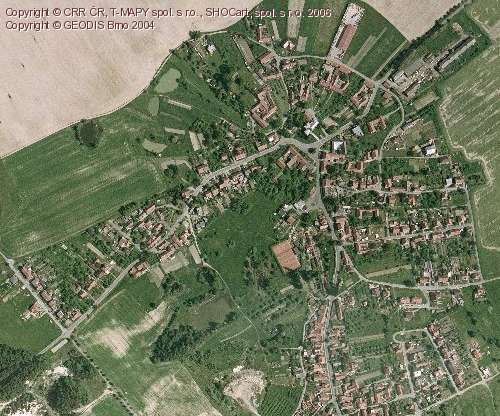 Copyright © CRR ČR, T-MAPY spol. s r.o., SHOCart, spol. s r.o. 2006
Copyright © GEODIS Brno 2004